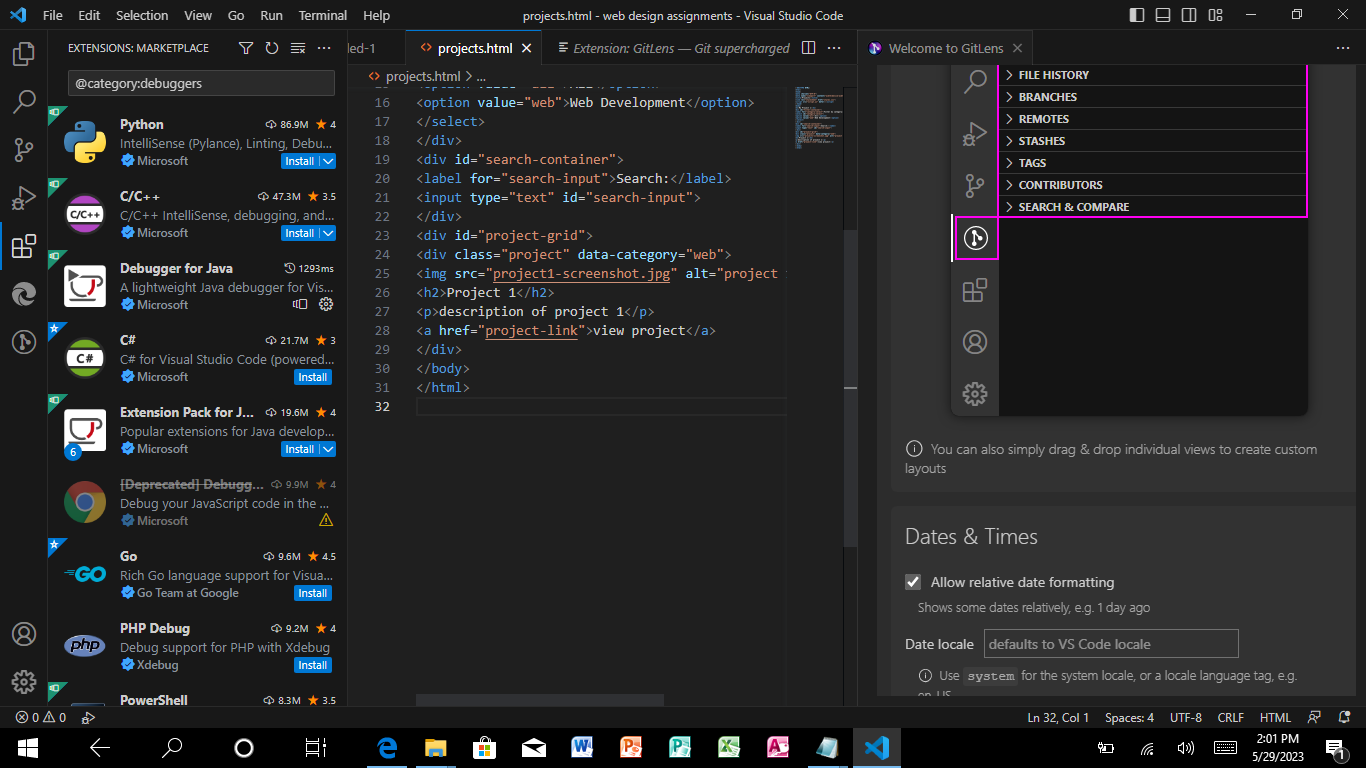 File Edit Selection View Go Run Terminal Help
projects.html - web design assignments - Visual Studio Code
EXTENSIONS: MARKETPLACE
@category:debuggers
Python 86.9M 4
IntelliSense (Pylance), Linting, Debu...
Microsoft Install
C/C++ 47.3M 3.5
C/C++
C/C++ IntelliSense, debugging, and...
Microsoft Install
Debugger for Java 1293ms
A lightweight Java debugger for Vis...
Microsoft
C# 21.7M 3
C#
C# for Visual Studio Code (powered...
Microsoft Install
Extension Pack for J... 19.6M 4
Popular extensions for Java develop...
6
Microsoft Install
[Deprecated] Debugg... 9.9M 4
Debug your JavaScript code in the ...
Microsoft
Go 9.6M 4.5
GO
Rich Go language support for Visua...
Go Team at Google Install
PHP Debug 9.2M 4
php
Debug support for PHP with Xdebug
Xdebug Install
PowerShell 8.3M 3.5
led-1
projects.html
Extension: GitLens — Git supercharged
projects.html > ...
16 <option value="web">Web Development</option>
17 </select>
18 </div>
19 <div id="search-container">
20 <label for="search-input">Search:</label>
21 <input type="text" id="search-input">
22 </div>
23 <div id="project-grid">
24 <div class="project" data-category="web">
25 <img src="project1-screenshot.jpg" alt="project
26 <h2>Project 1</h2>
27 <p>description of project 1</p>
28 <a href="project-link">view project</a>
29 </div>
30 </body>
31 </html>
32
Welcome to GitLens
FILE HISTORY
BRANCHES
REMOTES
STASHES
TAGS
CONTRIBUTORS
SEARCH & COMPARE
You can also simply drag & drop individual views to create custom
layouts
Dates & Times
Allow relative date formatting
Shows some dates relatively, e.g. 1 day ago
Date locale defaults to VS Code locale
Use system for the system locale, or a locale language tag, e.g.
en-US
0 0
Ln 32, Col 1 Spaces: 4 UTF-8 CRLF HTML
2:01 PM
5/29/2023
1